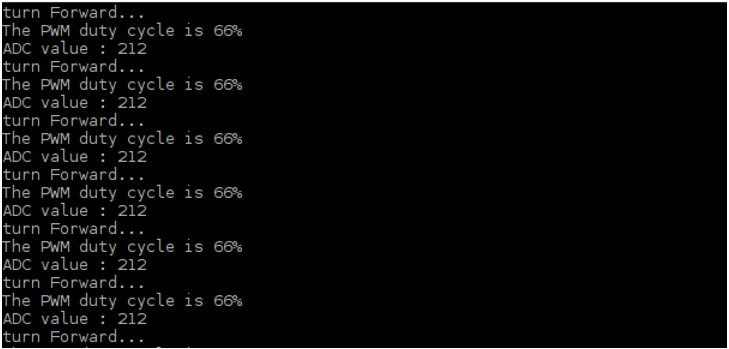 turn Forward...
The PWM duty cycle is 66%
ADC value : 212
turn Forward...
The PWM duty cycle is 66%
ADC value : 212
turn Forward...
The PWM duty cycle is 66%
ADC value : 212
turn Forward...
The PWM duty cycle is 66%
ADC value : 212
turn Forward...
The PWM duty cycle is 66%
ADC value : 212
turn Forward...
The PWM duty cycle is 66%
ADC value : 212
turn Forward...